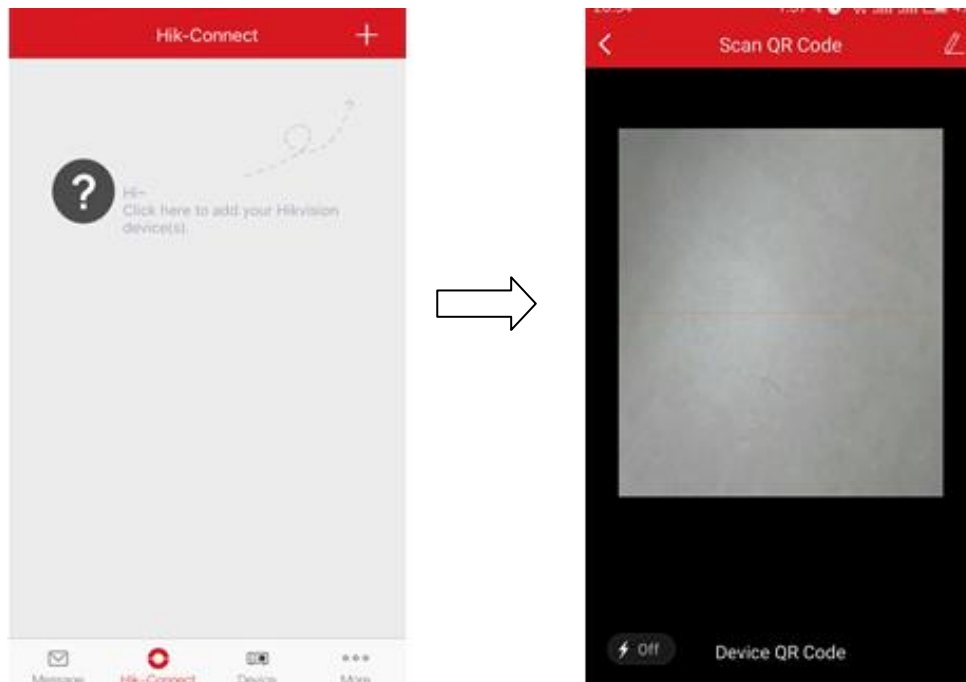 Hik-Connect
+
?
Hi~
Click here to add your Hikvision
device(s).
Message
Hik-Connect
Device
More
Scan QR Code
Off
Device QR Code